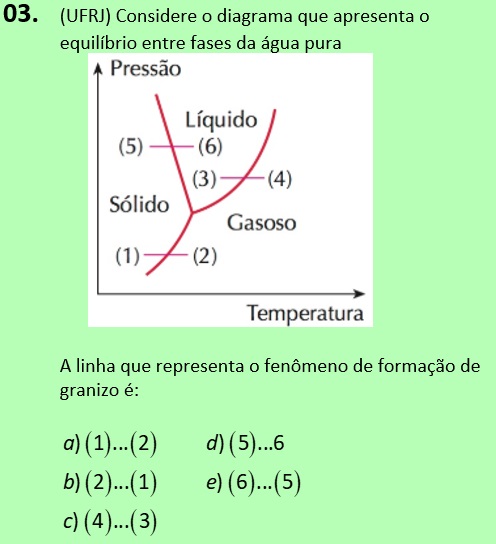 03. (UFRJ) Considere o diagrama que apresenta o
equilíbrio entre fases da água pura
Pressão
Líquido
(5) (6)
(3) (4)
Sólido
Gasoso
(1) (2)
Temperatura
A linha que representa o fenômeno de formação de
granizo é:
a) (1)...(2) d) (5)...6
b) (2)...(1) e) (6)...(5)
c) (4)...(3)